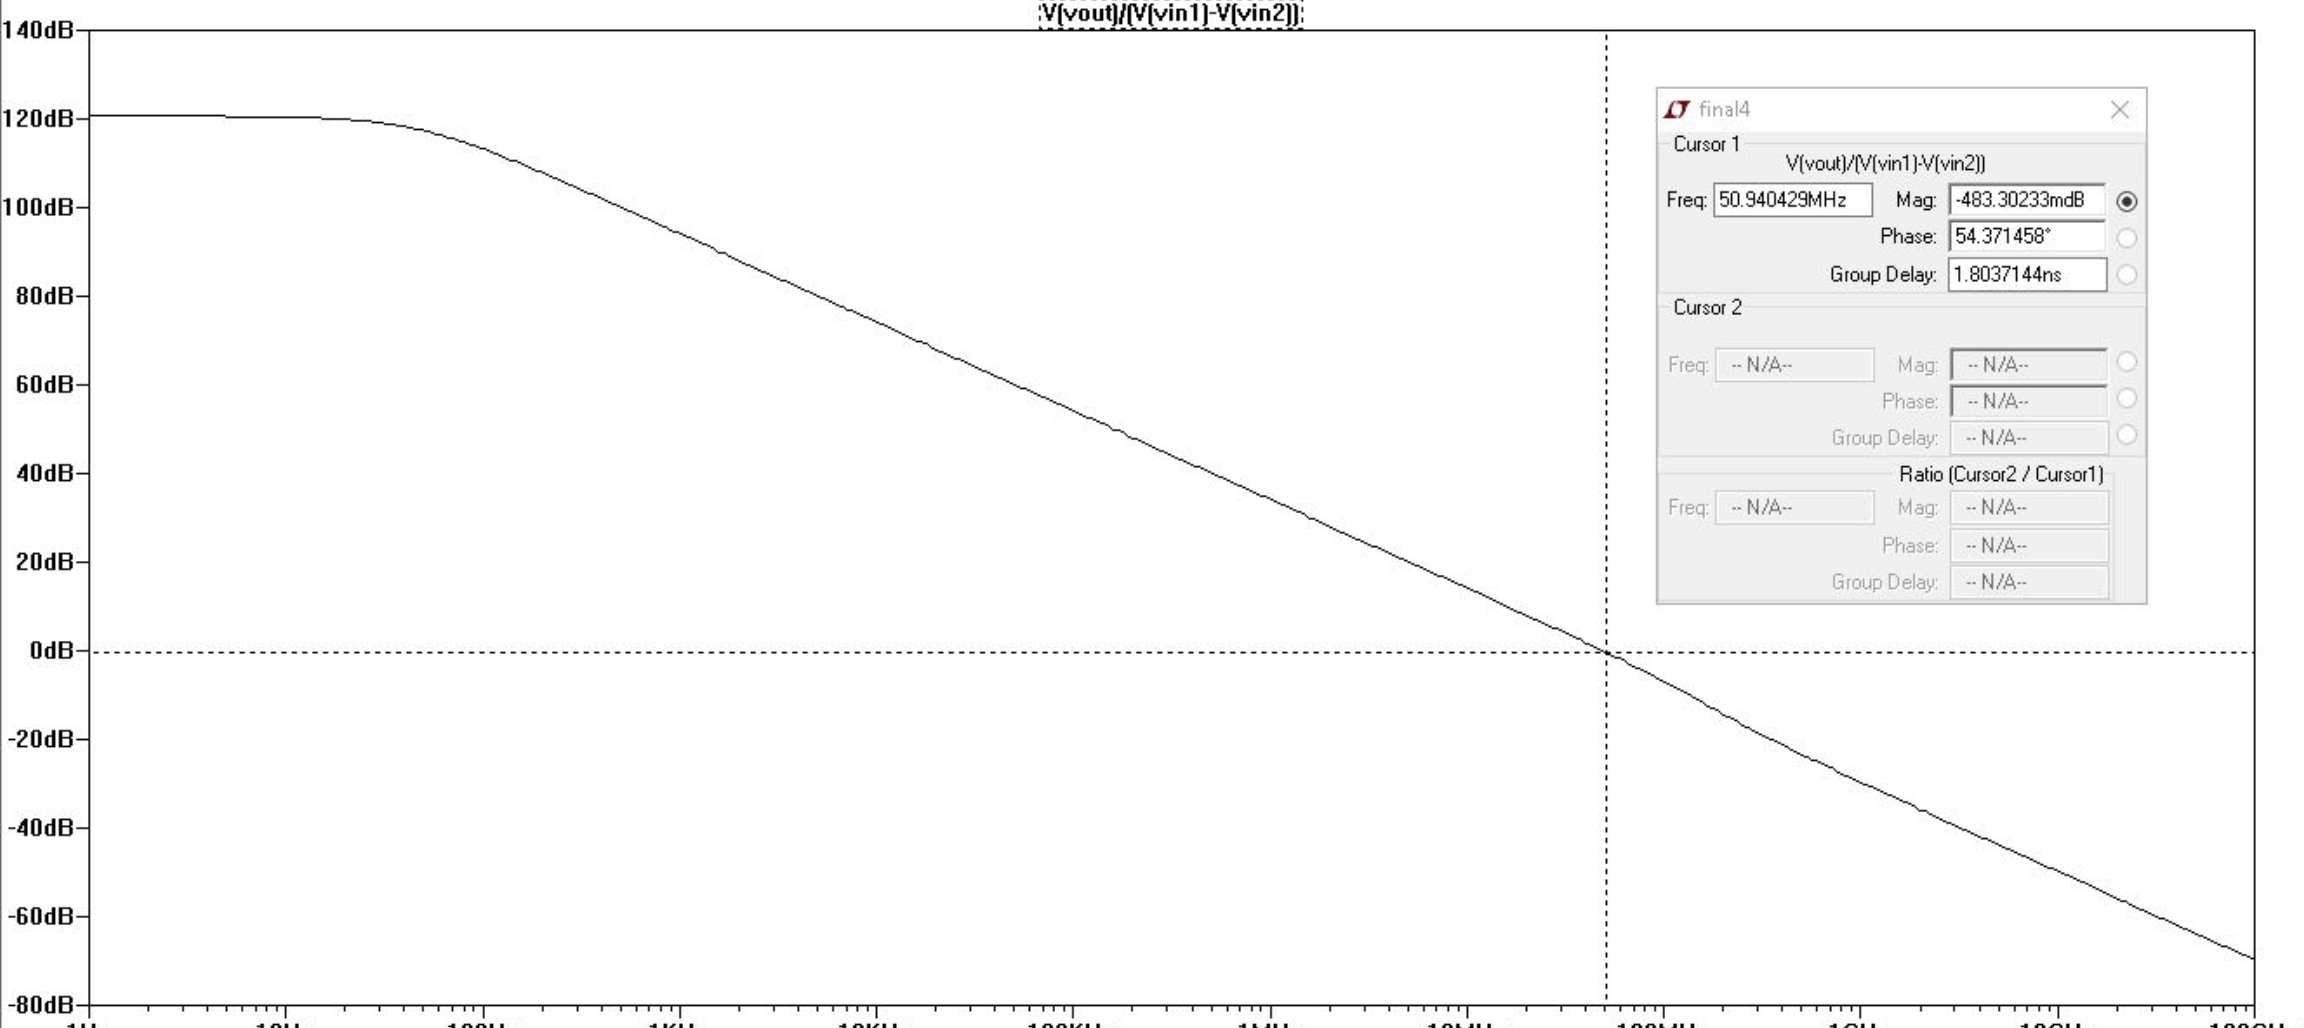 V(vout)/(V(vin1)-V(vin2))
140dB
120dB
100dB
80dB
60dB
40dB
20dB
0dB
-20dB
-40dB
-60dB
-80dB
final4
Cursor 1
V(vout)/(V(vin1)-V(vin2))
Freq: 50.940429MHz Mag: -483.30233mdB
Phase: 54.371458°
Group Delay: 1.8037144ns
Cursor 2
Freq: -- N/A-- Mag: -- N/A--
Phase: -- N/A--
Group Delay: -- N/A--
Ratio (Cursor2 / Cursor1)
Freq: -- N/A-- Mag: -- N/A--
Phase: -- N/A--
Group Delay: -- N/A--